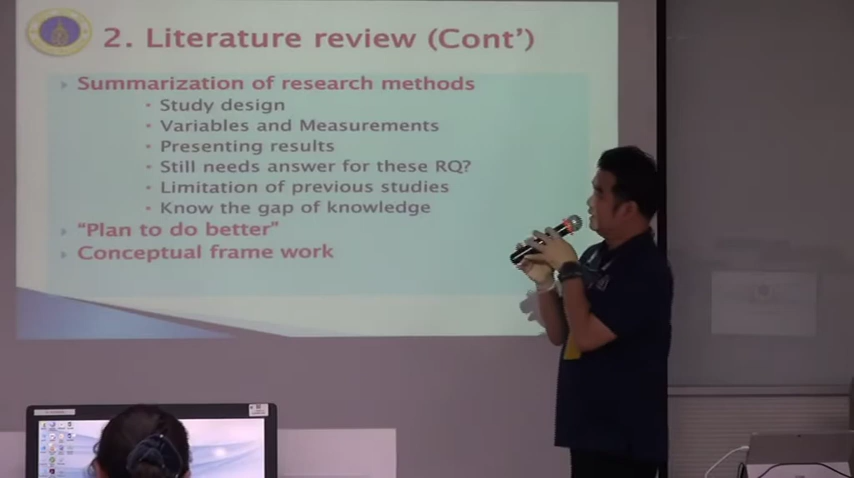 2. Literature review (Cont')
Summarization of research methods
Study design
Variables and Measurements
Presenting results
Still needs answer for these RQ?
Limitation of previous studies
Know the gap of knowledge
"Plan to do better"
Conceptual frame work